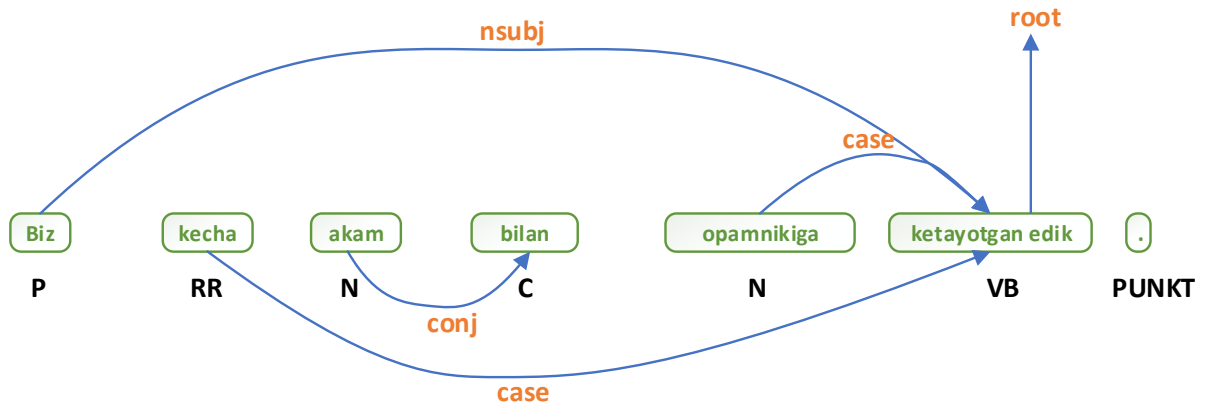 root
nsubj
case
Biz kecha akam bilan opamnikiga ketayotgan edik .
P RR N C N VB PUNKT
conj
case